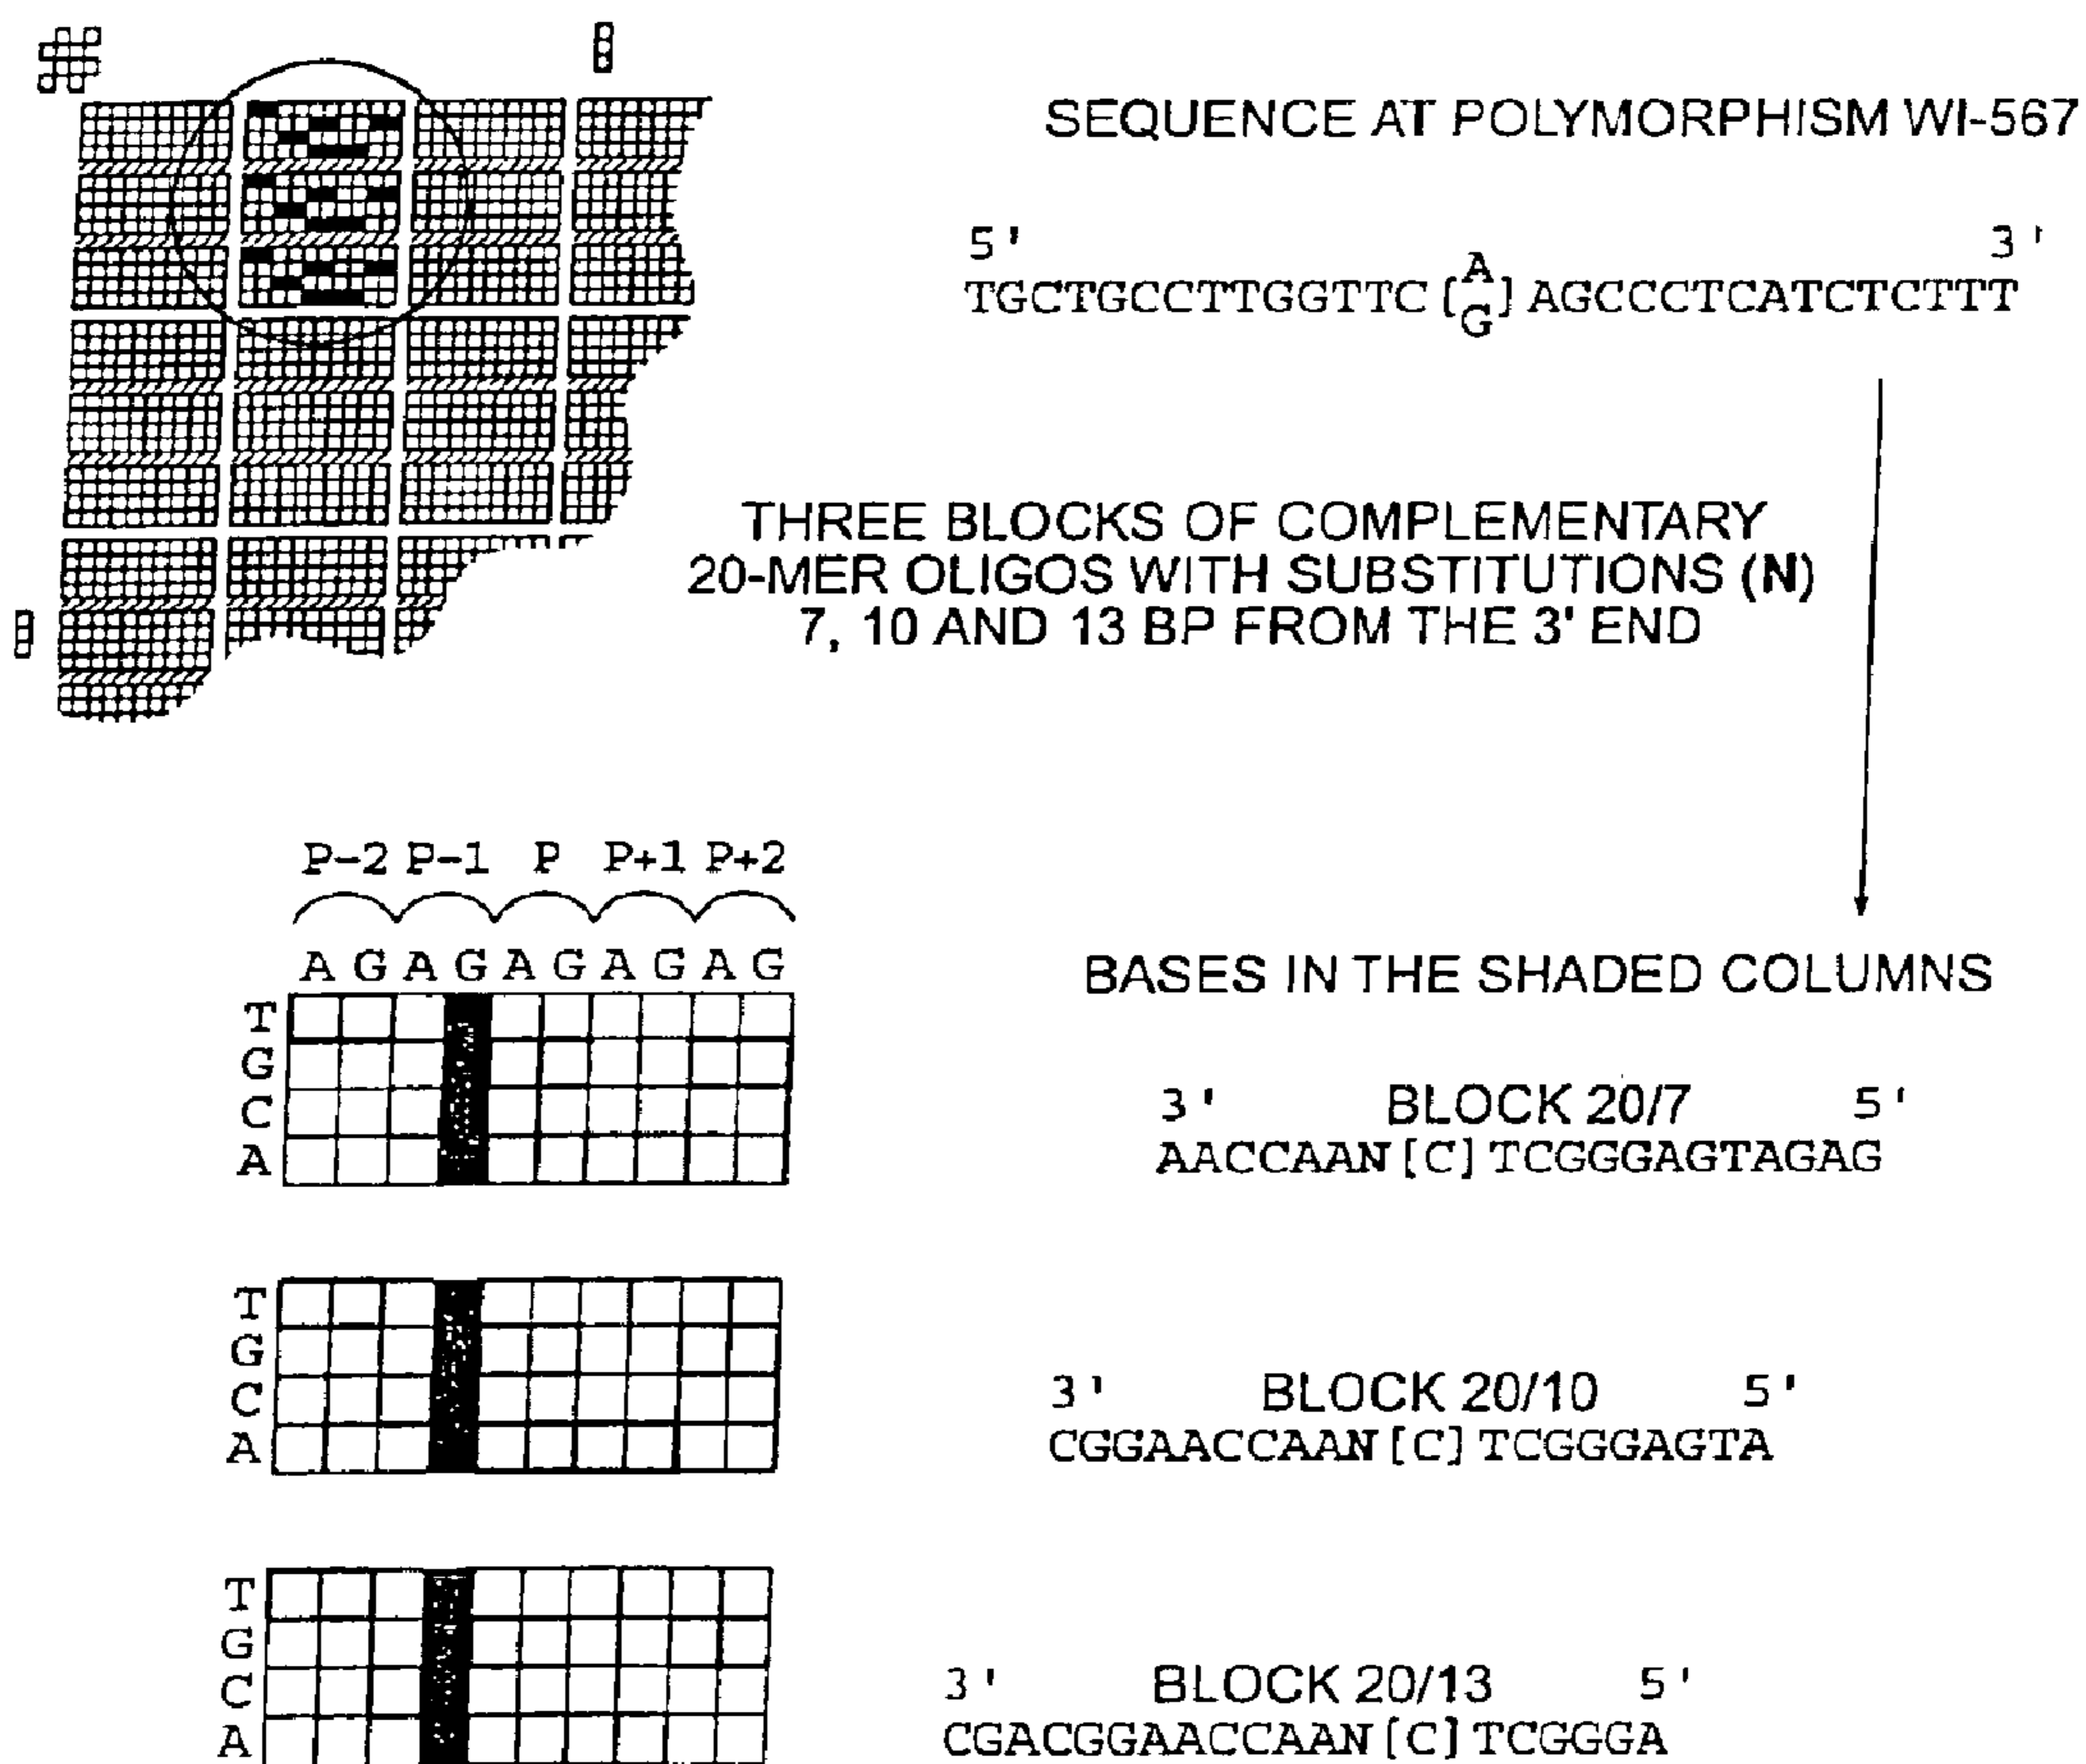 SEQUENCE AT POLYMORPHISM WI-567
5' 3'
A
TGCTGCCTTGGTTC [ ] AGCCCTCATCTCTTT
G
THREE BLOCKS OF COMPLEMENTARY
20-MER OLIGOS WITH SUBSTITUTIONS (N)
7, 10 AND 13 BP FROM THE 3' END
P-2 P-1 P P+1 P+2
A G A G A G A G A G
BASES IN THE SHADED COLUMNS
T
G
C
A
3' BLOCK 20/7 5'
AACCAAN [C] TCGGGAGTAGAG
T
G
C
A
3' BLOCK 20/10 5'
CGGAACCAAN [C] TCGGGAGTA
T
G
C
A
3' BLOCK 20/13 5'
CGACGGAACCAAN [C] TCGGGA